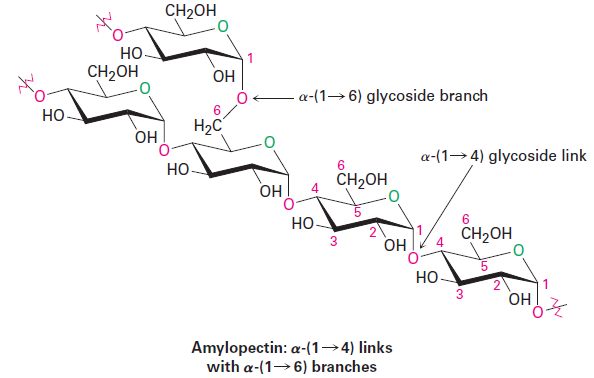 CH₂OH
O
O
HO
1
OH
CH₂OH
O
O
O
α-(1→6) glycoside branch
6
H₂C
HO
OH
O
O
α-(1→4) glycoside link
HO
OH
4
6
CH₂OH
O
O
5
HO
3
2
OH
1
6
CH₂OH
4
O
O
5
HO
3
2
OH
1
O
Amylopectin: α-(1→4) links
with α-(1→6) branches